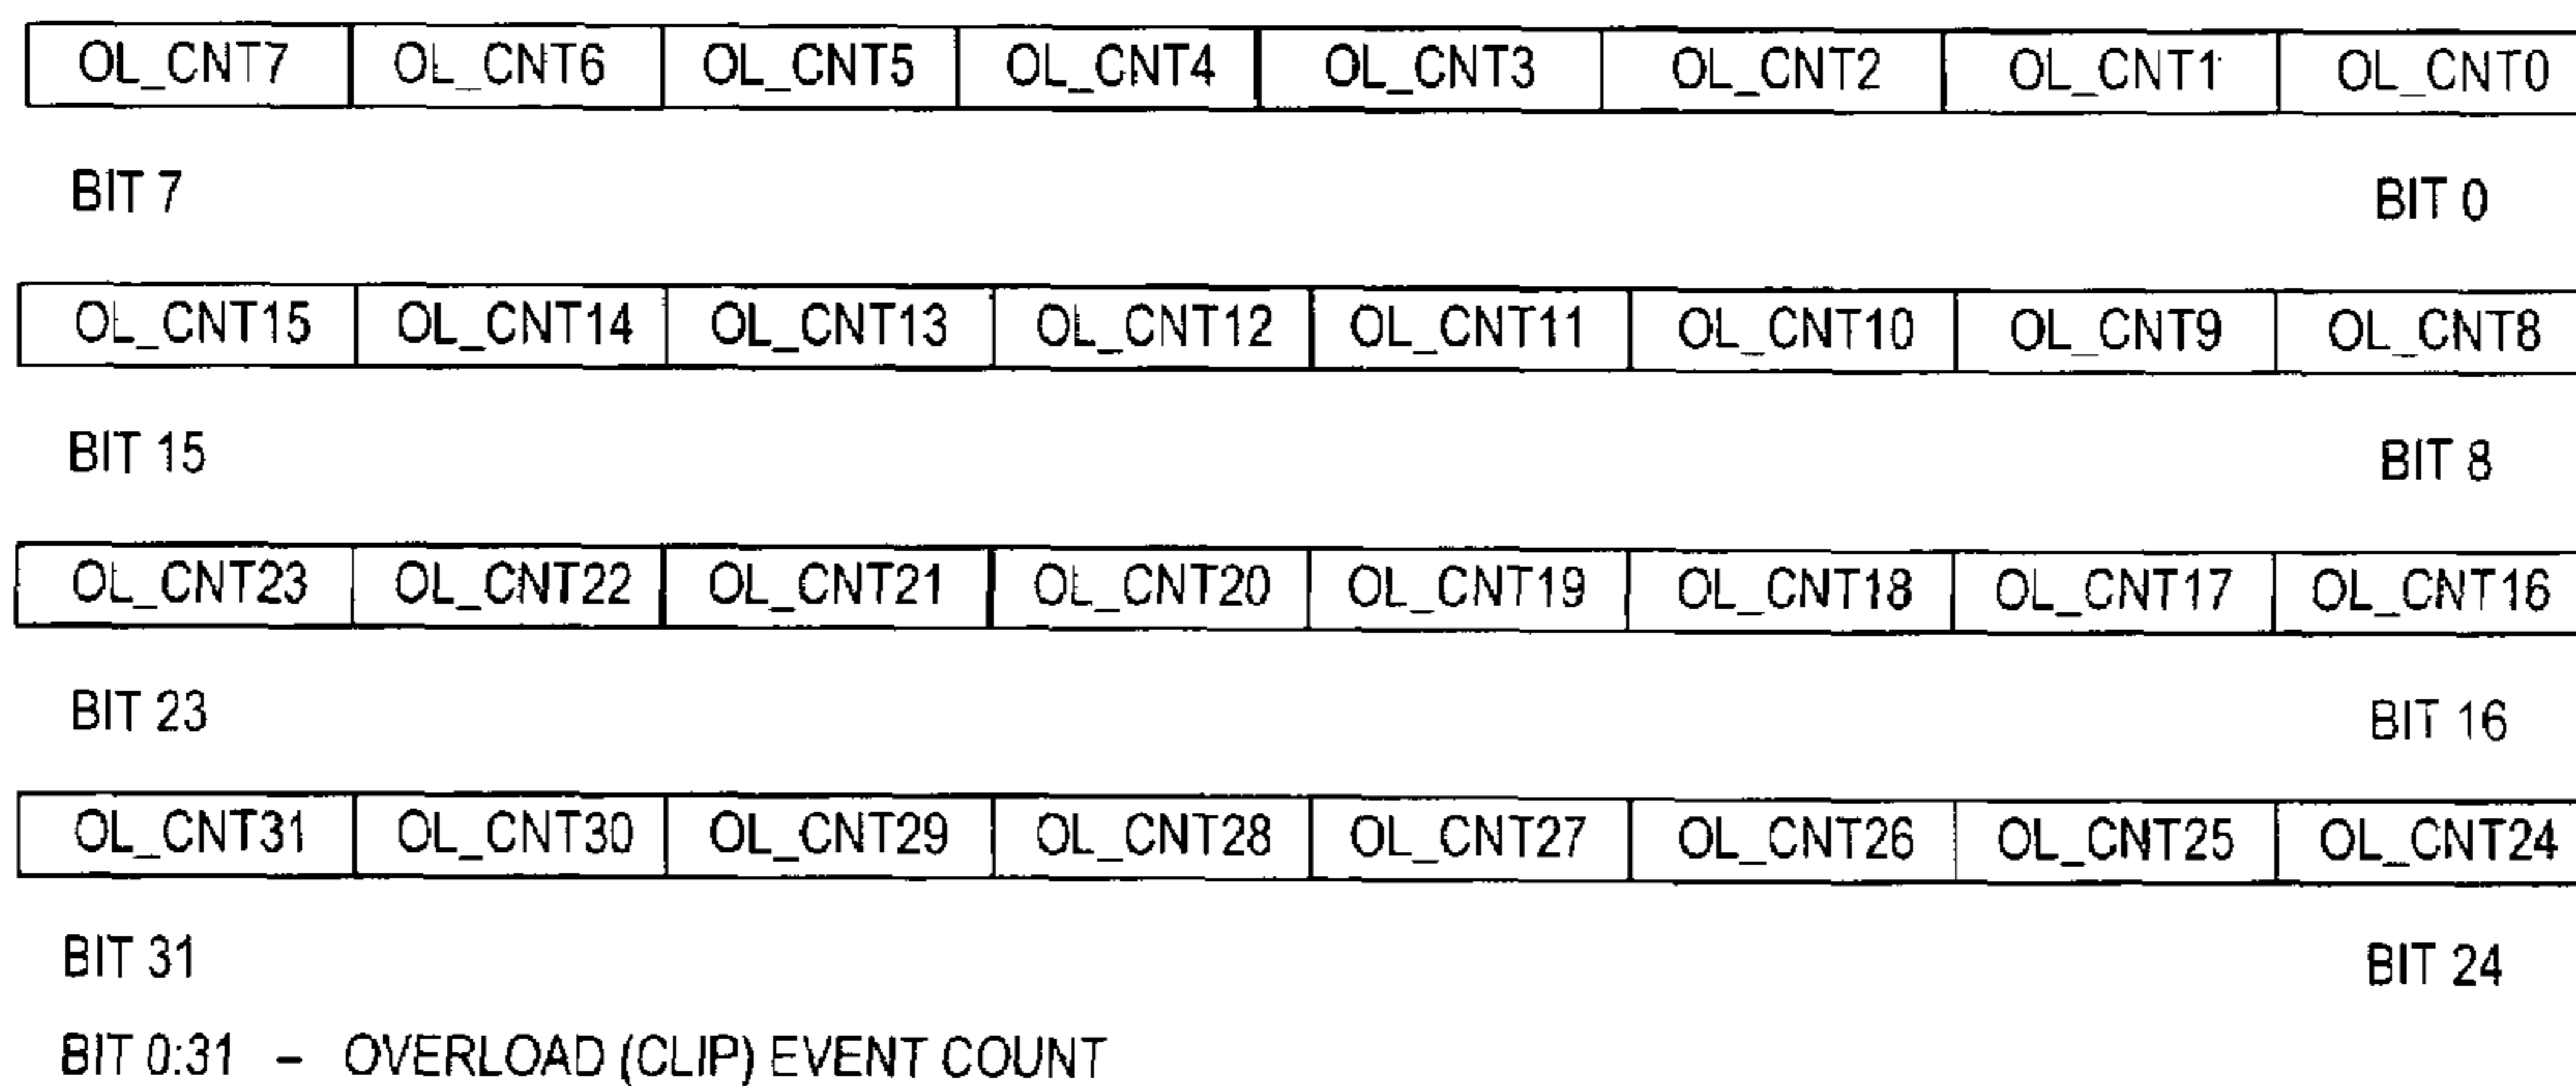 OL_CNT7 OL_CNT6 OL_CNT5 OL_CNT4 OL_CNT3 OL_CNT2 OL_CNT1 OL_CNT0
BIT 7 BIT 0
OL_CNT15 OL_CNT14 OL_CNT13 OL_CNT12 OL_CNT11 OL_CNT10 OL_CNT9 OL_CNT8
BIT 15 BIT 8
OL_CNT23 OL_CNT22 OL_CNT21 OL_CNT20 OL_CNT19 OL_CNT18 OL_CNT17 OL_CNT16
BIT 23 BIT 16
OL_CNT31 OL_CNT30 OL_CNT29 OL_CNT28 OL_CNT27 OL_CNT26 OL_CNT25 OL_CNT24
BIT 31 BIT 24
BIT 0:31 – OVERLOAD (CLIP) EVENT COUNT